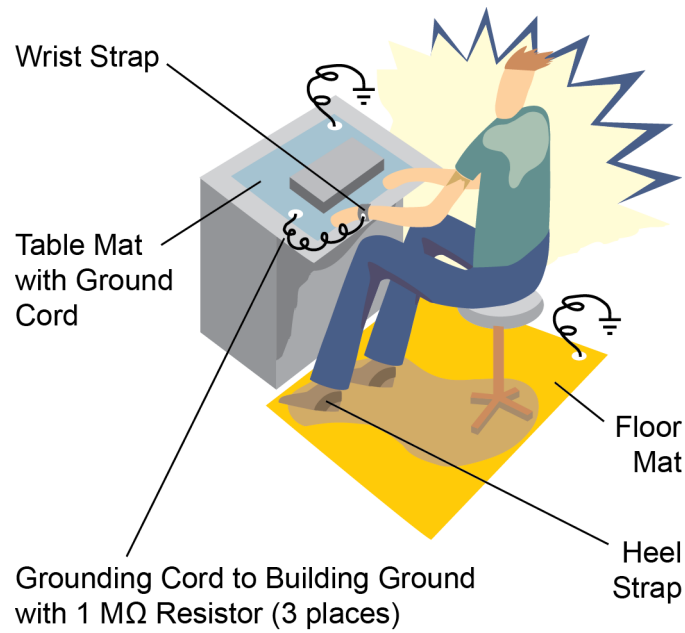 Wrist Strap
Table Mat
with Ground
Cord
Floor
Mat
Heel
Strap
Grounding Cord to Building Ground
with 1 MΩ Resistor (3 places)